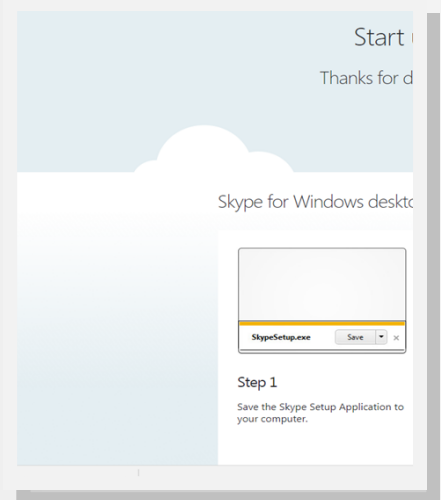 Start
Thanks for d
Skype for Windows deskto
SkypeSetup.exe
Save
Step 1
Save the Skype Setup Application to
your computer.